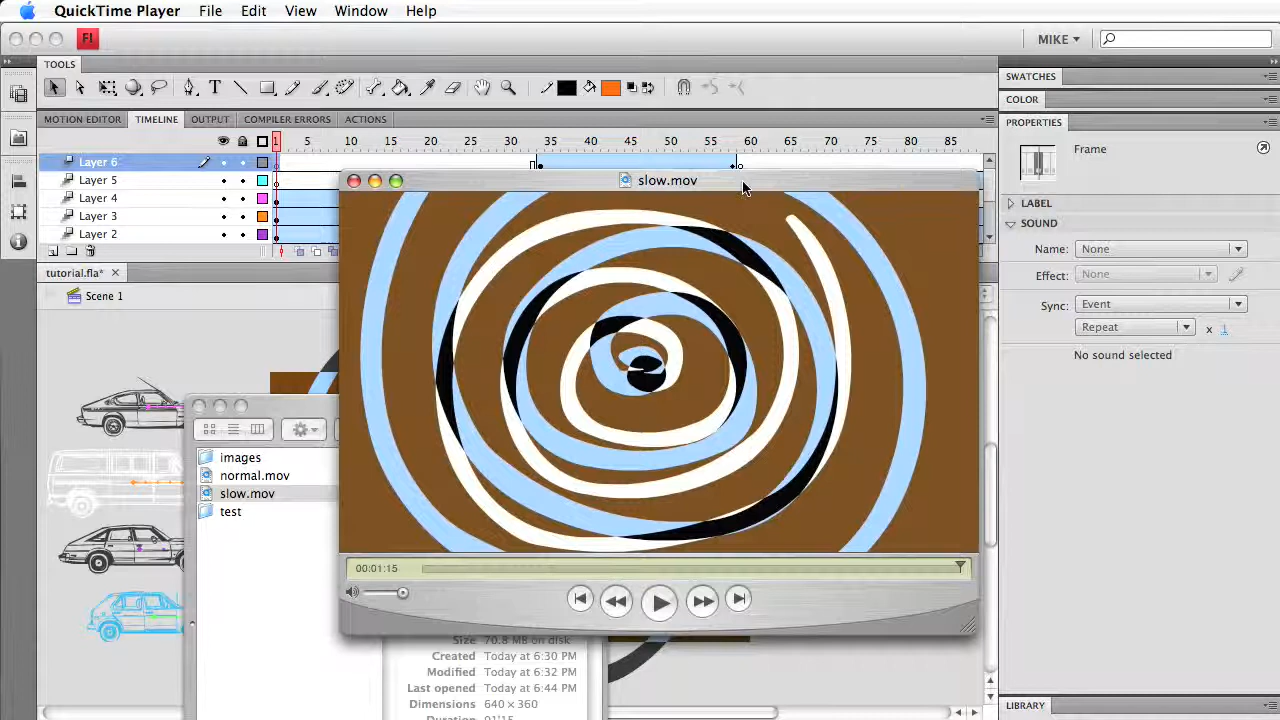 QuickTime Player File Edit View Window Help
Fl MIKE
TOOLS
SWATCHES
T
COLOR
MOTION EDITOR TIMELINE OUTPUT COMPILER ERRORS ACTIONS
PROPERTIES
1 5 10 15 20 25 30 35 40 45 50 55 60 65 70 75 80 85
Frame
Layer 6
Layer 5
Layer 4
Layer 3
Layer 2
slow.mov
LABEL
SOUND
Name: None
Effect: None
Sync: Event
Repeat x 1
No sound selected
tutorial.fla*
Scene 1
images
normal.mov
slow.mov
test
00:01:15
Size 70.8 MB on disk
Created Today at 6:30 PM
Modified Today at 6:32 PM
Last opened Today at 6:44 PM
Dimensions 640 × 360
Duration 01'15
LIBRARY